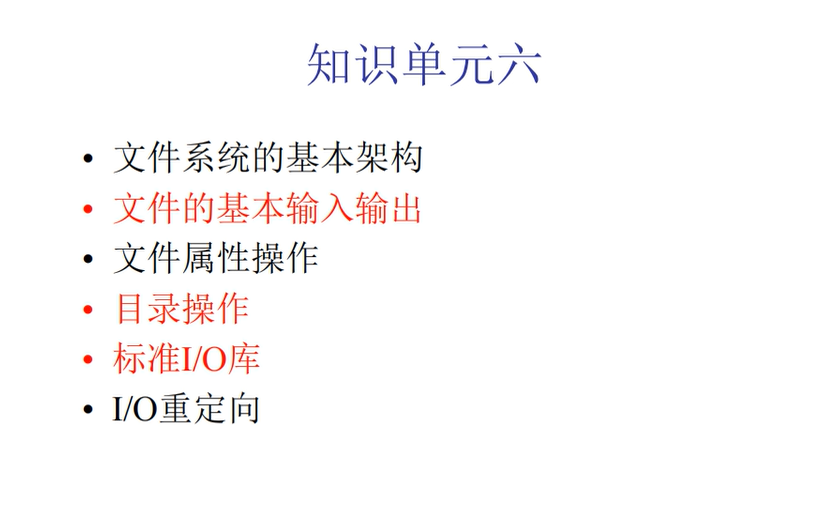 知识单元六
• 文件系统的基本架构
• 文件的基本输入输出
• 文件属性操作
• 目录操作
• 标准I/O库
• I/O重定向